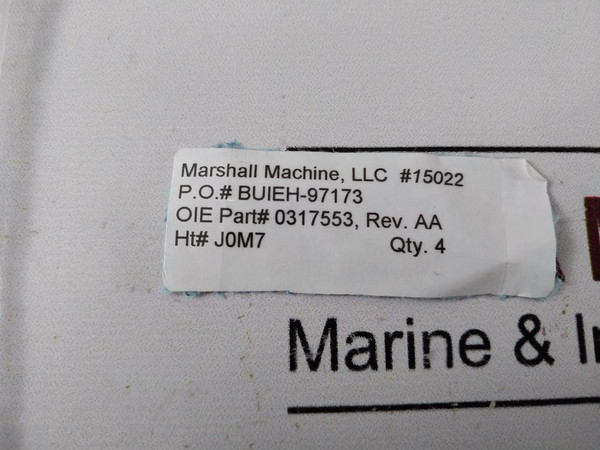 Marshall Machine, LLC #15022
P.O.# BUIEH-97173
OIE Part# 0317553, Rev. AA
Ht# J0M7 Qty. 4
Marine &